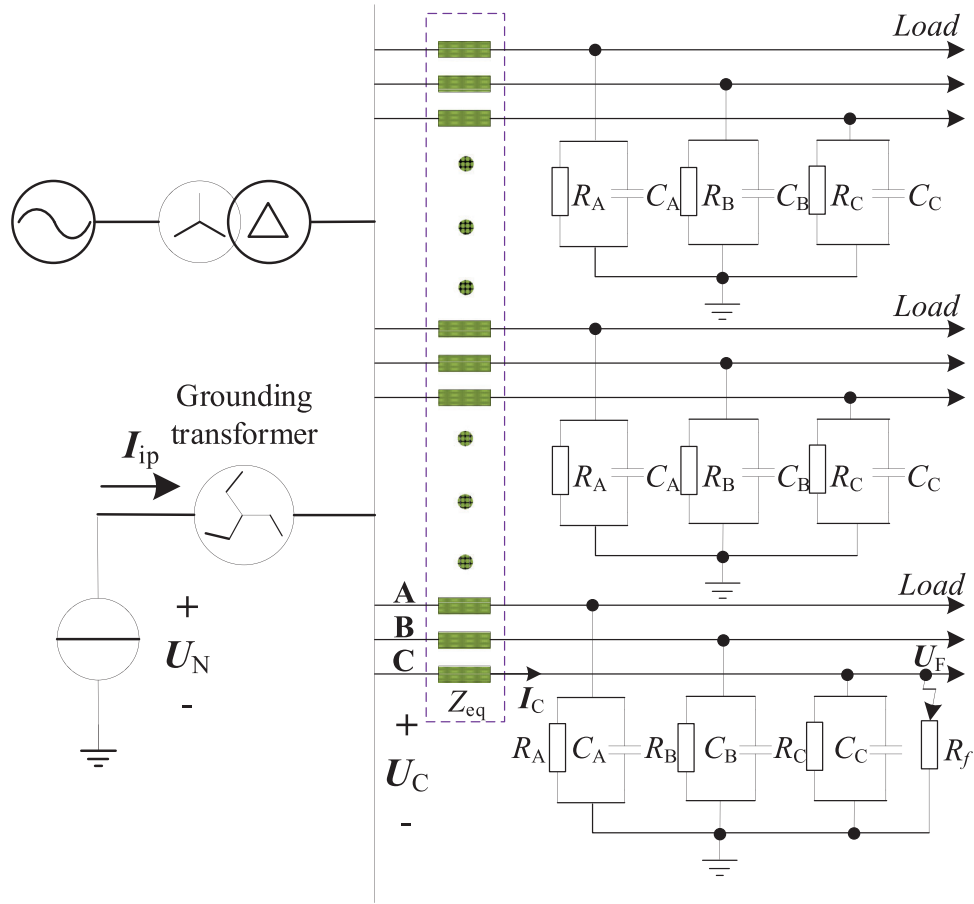 Load
R_A C_A R_B C_B R_C C_C
Load
Grounding
transformer
I_ip
R_A C_A R_B C_B R_C C_C
+
U_N
-
A
B
C
Load
U_F
I_C
Z_eq
+
U_C
-
R_A C_A R_B C_B R_C C_C R_f